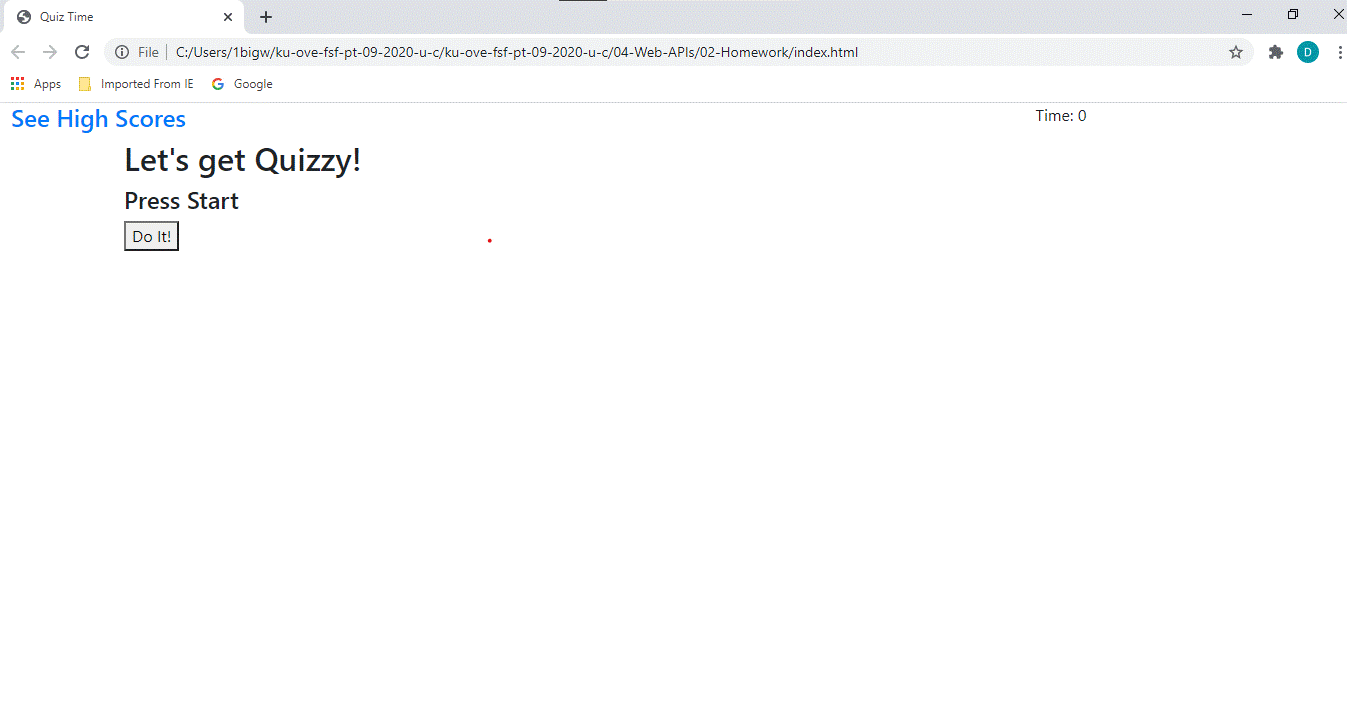 Quiz Time
File C:/Users/1bigw/ku-ove-fsf-pt-09-2020-u-c/ku-ove-fsf-pt-09-2020-u-c/04-Web-APIs/02-Homework/index.html
D
Apps Imported From IE Google
See High Scores Time: 0
Let's get Quizzy!
Press Start
Do It!